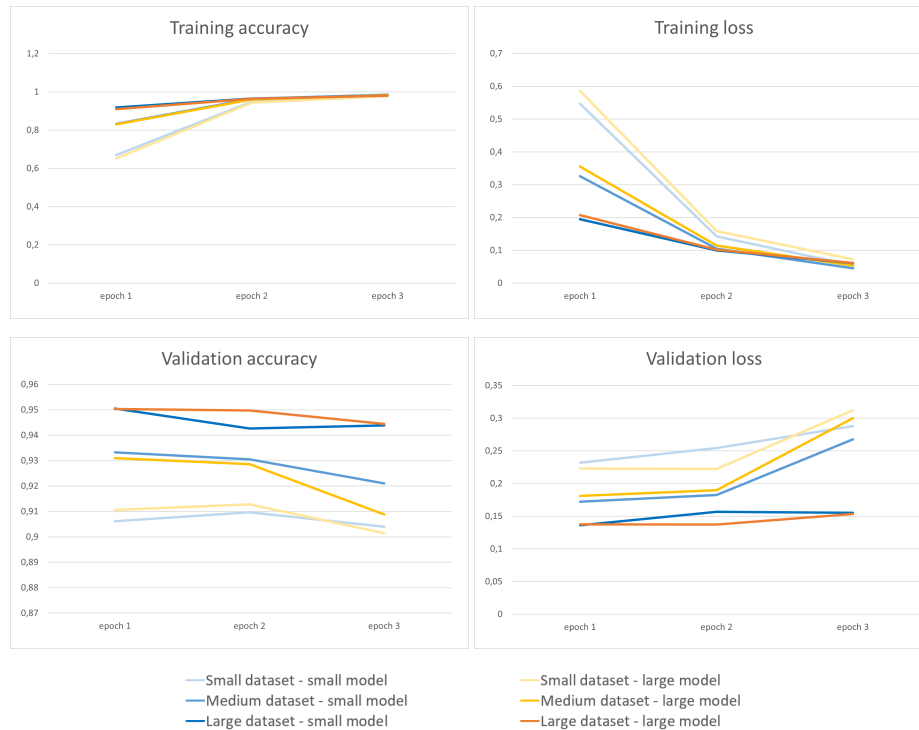 Training accuracy
1,2
1
0,8
0,6
0,4
0,2
0
epoch 1 epoch 2 epoch 3
Training loss
0,7
0,6
0,5
0,4
0,3
0,2
0,1
0
epoch 1 epoch 2 epoch 3
Validation accuracy
0,96
0,95
0,94
0,93
0,92
0,91
0,9
0,89
0,88
0,87
epoch 1 epoch 2 epoch 3
Validation loss
0,35
0,3
0,25
0,2
0,15
0,1
0,05
0
epoch 1 epoch 2 epoch 3
Small dataset - small model
Medium dataset - small model
Large dataset - small model
Small dataset - large model
Medium dataset - large model
Large dataset - large model